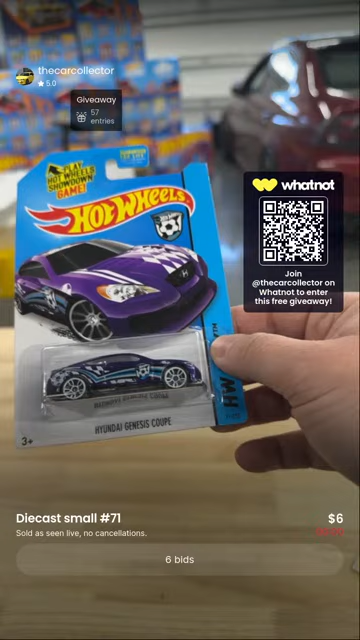 thecarcollector
5.0
Giveaway
57
entries
whatnot
Join
@thecarcollector on
Whatnot to enter
this free giveaway!
PLAY
HOT WHEELS
SHOWDOWN
GAME!
HOT WHEELS
HW
3+
HYUNDAI GENESIS COUPE
Diecast small #71
$6
Sold as seen live, no cancellations.
6 bids